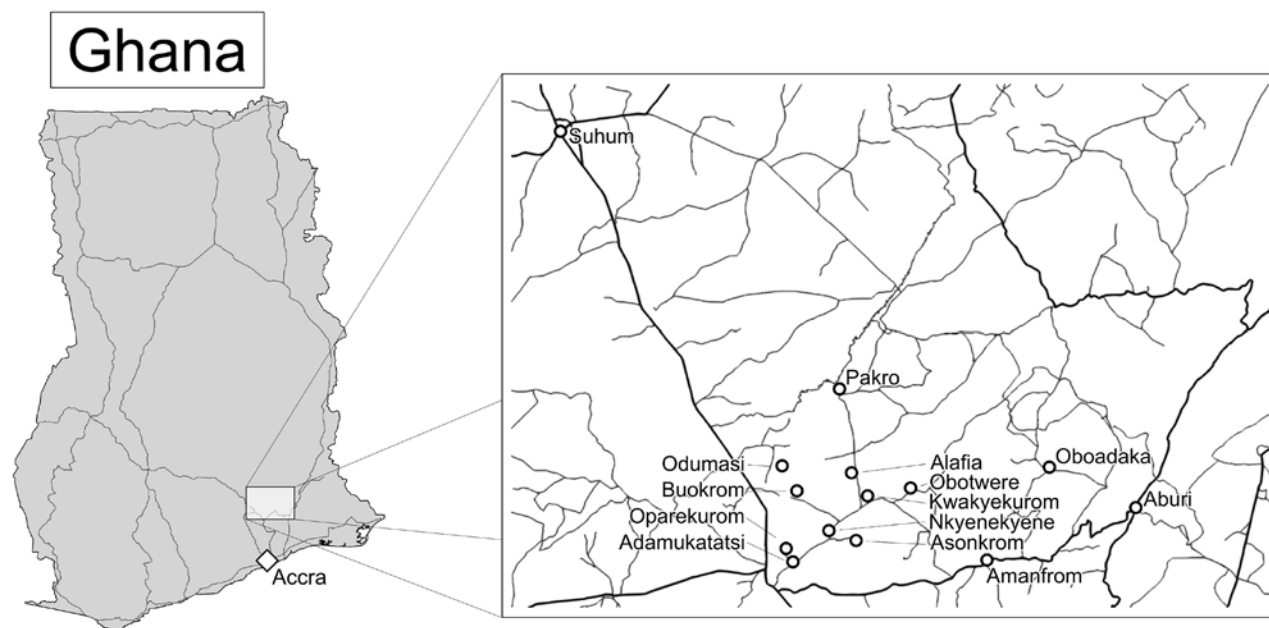 Ghana
Suhum
Pakro
Odumasi
Alafia
Oboadaka
Buokrom
Obotwere
Kwakyekurom
Aburi
Oparekurom
Nkyenekyene
Adamukatatsi
Asonkrom
Amanfrom
Accra